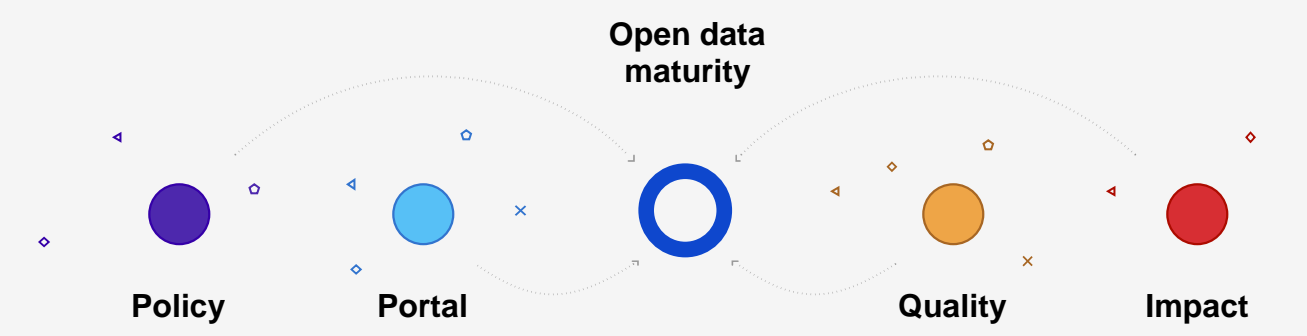 Open data
maturity
Policy
Portal
Quality
Impact